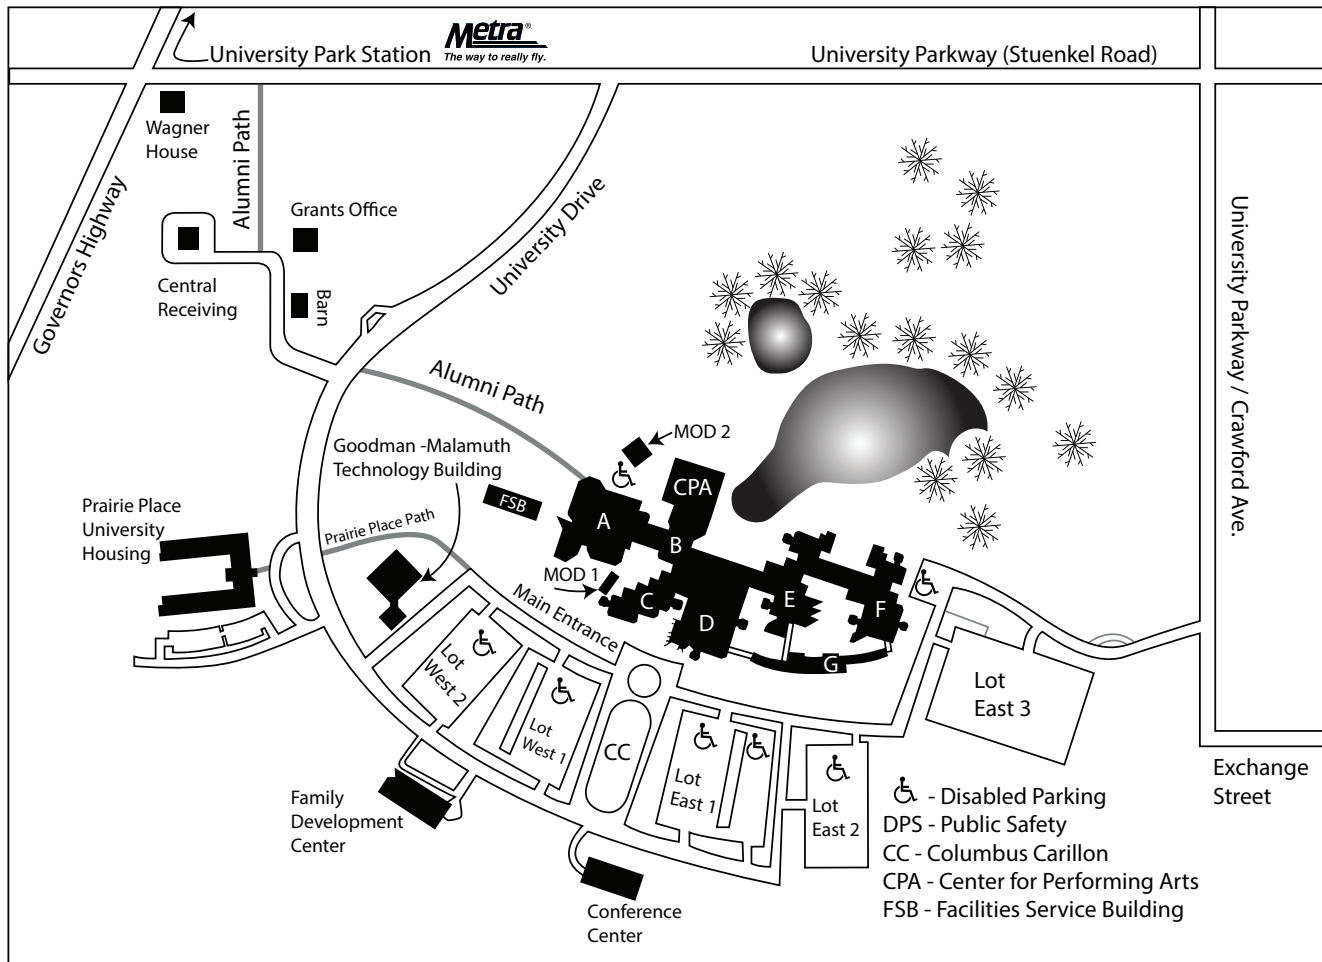 Metra®
The way to really fly.
University Park Station
University Parkway (Stuenkel Road)
Wagner
House
Alumni Path
Governors Highway
Grants Office
University Drive
Central
Receiving
Barn
University Parkway / Crawford Ave.
Alumni Path
MOD 2
Goodman -Malamuth
Technology Building
CPA
FSB
A
B
Prairie Place
University
Housing
Prairie Place Path
MOD 1
Main Entrance
C
D
E
F
G
Lot
West 2
Lot
West 1
CC
Lot
East 1
Lot
East 2
Lot
East 3
Exchange
Street
Family
Development
Center
Conference
Center
- Disabled Parking
DPS - Public Safety
CC - Columbus Carillon
CPA - Center for Performing Arts
FSB - Facilities Service Building